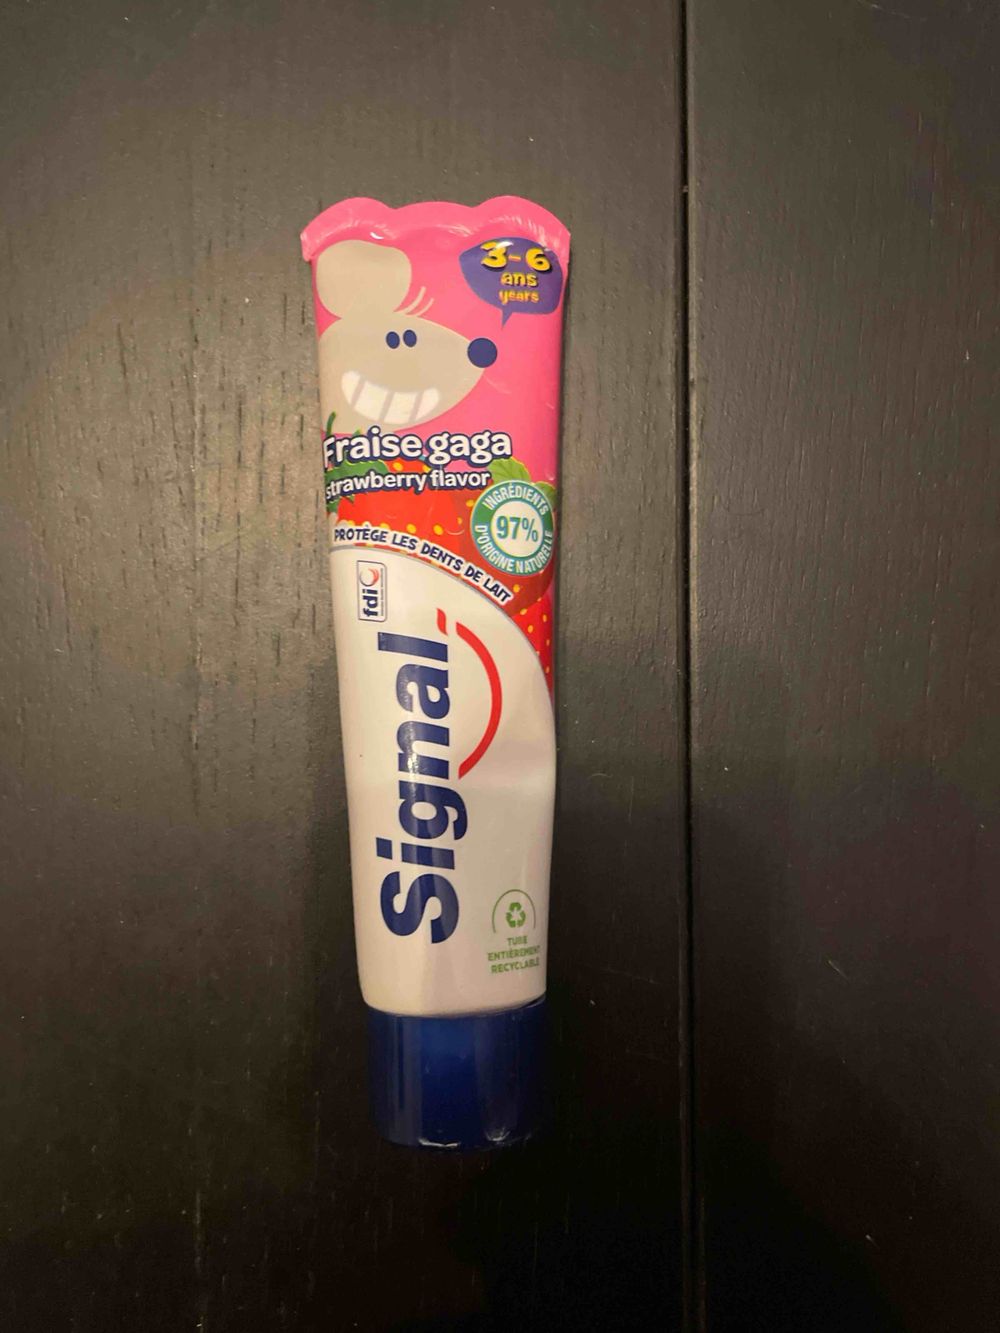 3-6
ans
years
Fraise gaga
strawberry flavor
INGRÉDIENTS
97%
D'ORIGINE NATURELLE
PROTÈGE LES DENTS DE LAIT
fdi
Signal
TUBE
ENTIÈREMENT
RECYCLABLE